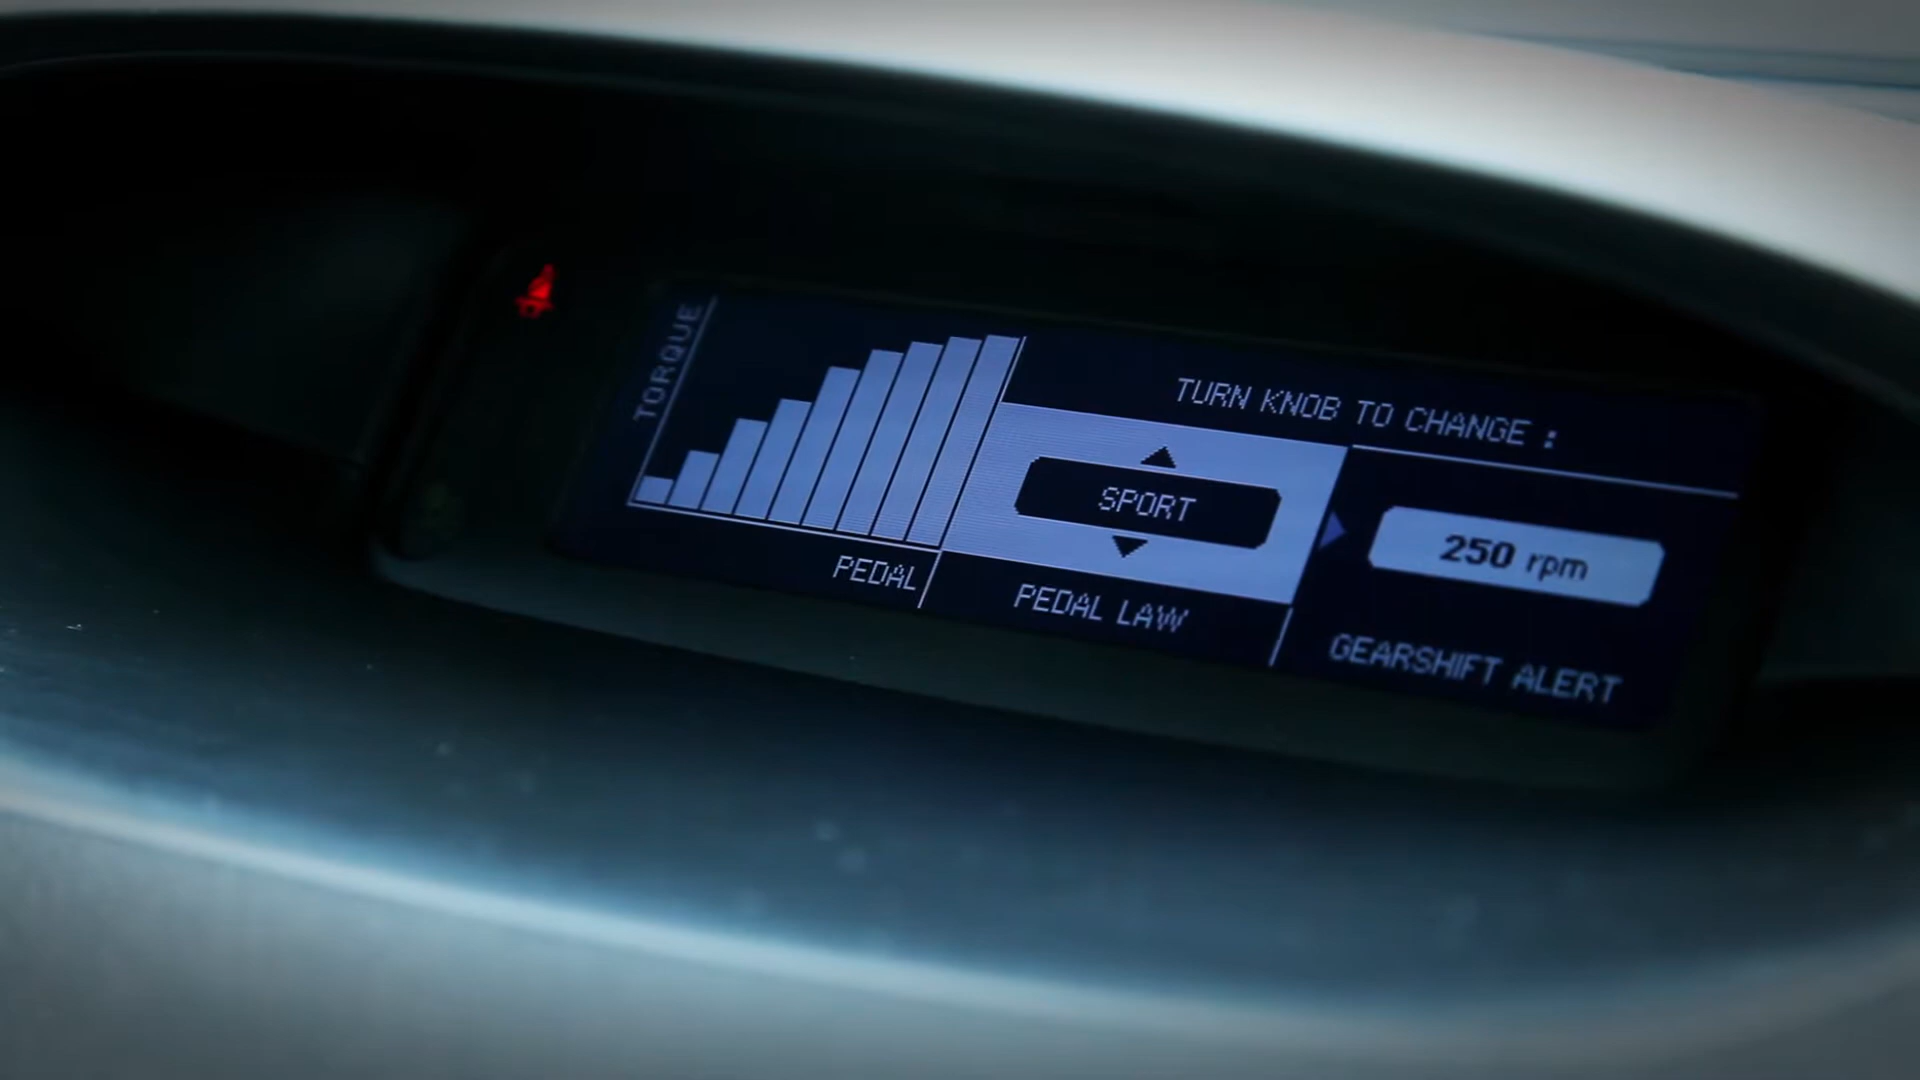 TORQUE
TURN KNOB TO CHANGE :
SPORT
250 rpm
PEDAL
PEDAL LAW
GEARSHIFT ALERT